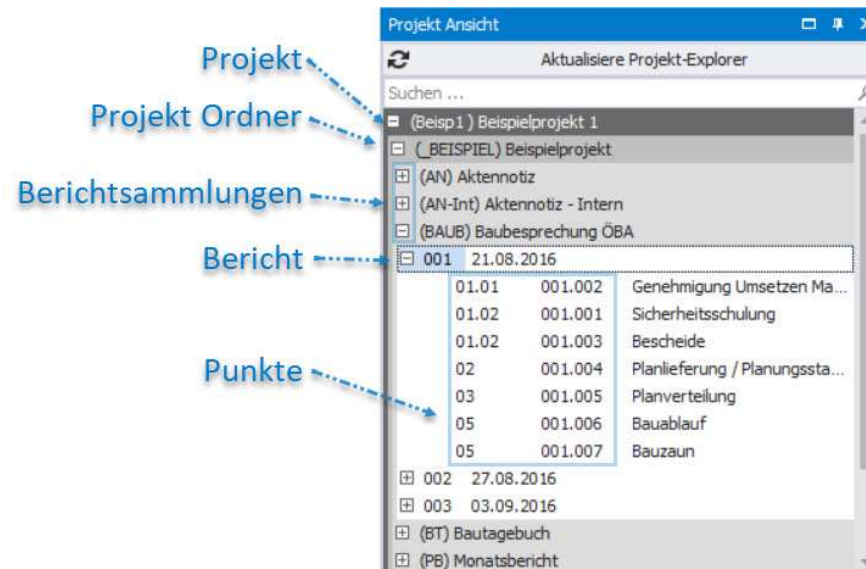 Projekt Ansicht
Aktualisiere Projekt-Explorer
Suchen ...
Projekt
(Beisp1) Beispielprojekt 1
Projekt Ordner
(_BEISPIEL) Beispielprojekt
Berichtsammlungen
(AN) Aktennotiz
(AN-Int) Aktennotiz - Intern
(BAUB) Baubesprechung ÖBA
Bericht
001 21.08.2016
01.01 001.002 Genehmigung Umsetzen Ma...
01.02 001.001 Sicherheitsschulung
01.02 001.003 Bescheide
Punkte
02 001.004 Planlieferung / Planungssta...
03 001.005 Planverteilung
05 001.006 Bauablauf
05 001.007 Bauzaun
002 27.08.2016
003 03.09.2016
(BT) Bautagebuch
(PB) Monatsbericht